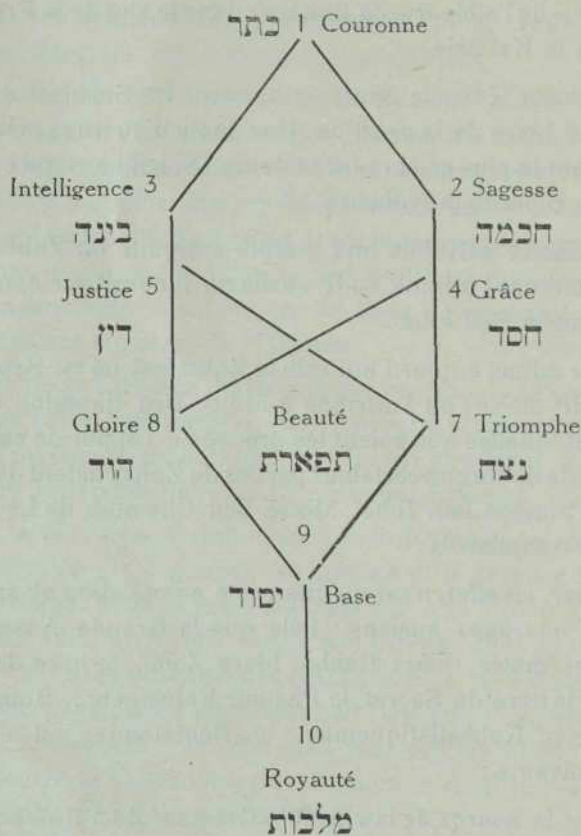 כתר 1 Couronne
Intelligence 3
2 Sagesse
בינה
חכמה
Justice 5
4 Grâce
דין
חסד
Gloire 8
Beauté
7 Triomphe
הוד
תפארת
נצח
9
יסוד
Base
10
Royauté
מלכות